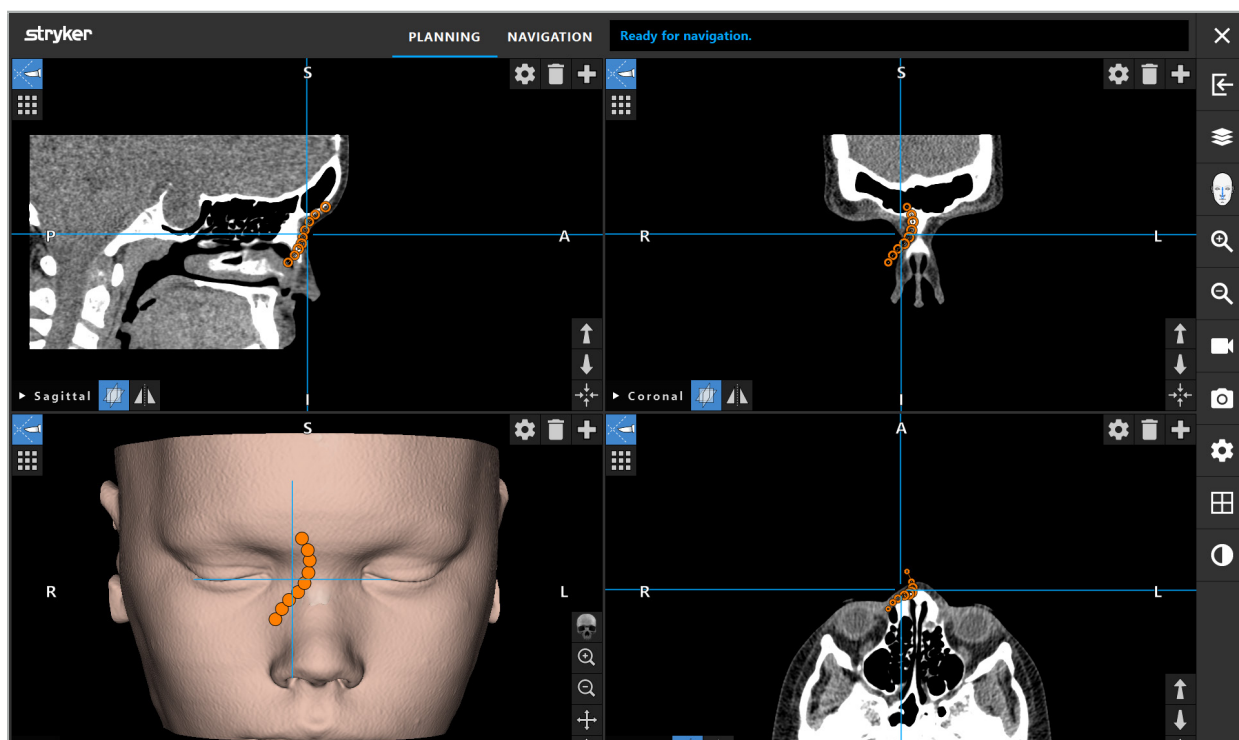 stryker
PLANNING NAVIGATION Ready for navigation.
S
P A
I
Sagittal
S
R L
I
Coronal
S
R L
A
R L